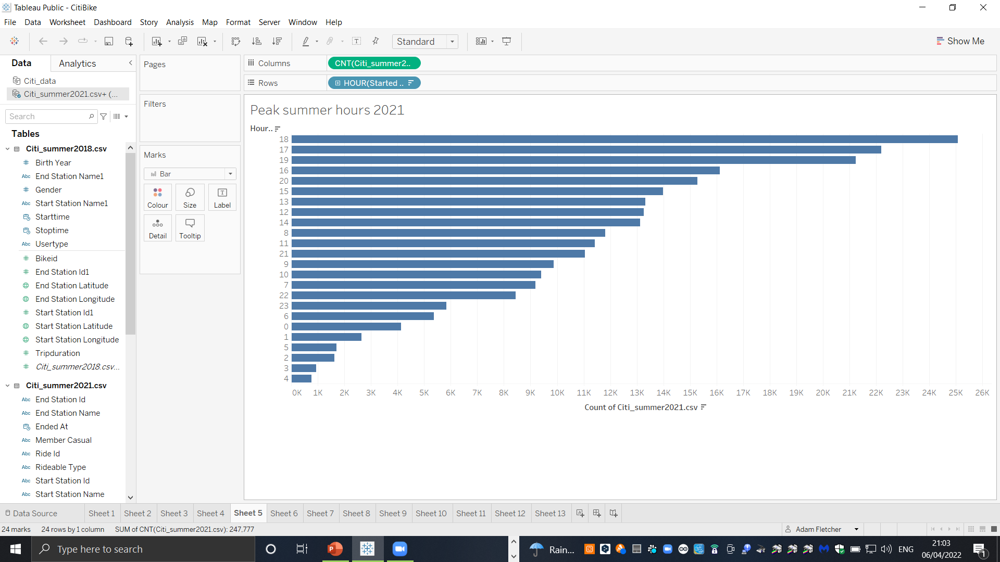 Tableau Public - CitiBike
File Data Worksheet Dashboard Story Analysis Map Format Server Window Help
Standard
Show Me
Data Analytics
Citi_data
Citi_summer2021.csv+ (...
Search
Tables
Citi_summer2018.csv
# Birth Year
Abc End Station Name1
# Gender
Abc Start Station Name1
Starttime
Stoptime
Abc Usertype
# Bikeid
# End Station Id1
End Station Latitude
End Station Longitude
# Start Station Id1
Start Station Latitude
Start Station Longitude
# Tripduration
# Citi_summer2018.csv...
Citi_summer2021.csv
Abc End Station Id
Abc End Station Name
Ended At
Abc Member Casual
Abc Ride Id
Abc Rideable Type
Abc Start Station Id
Abc Start Station Name
Pages
Filters
Marks
Bar
Colour Size Label
Detail Tooltip
Columns CNT(Citi_summer2..
Rows HOUR(Started ..
Peak summer hours 2021
Hour..
18
17
19
16
20
15
13
12
14
8
11
21
9
10
7
22
23
6
0
1
5
2
3
4
0K 1K 2K 3K 4K 5K 6K 7K 8K 9K 10K 11K 12K 13K 14K 15K 16K 17K 18K 19K 20K 21K 22K 23K 24K 25K 26K
Count of Citi_summer2021.csv
Data Source Sheet 1 Sheet 2 Sheet 3 Sheet 4 Sheet 5 Sheet 6 Sheet 7 Sheet 8 Sheet 9 Sheet 10 Sheet 11 Sheet 12 Sheet 13
24 marks 24 rows by 1 column SUM of CNT(Citi_summer2021.csv): 247,777
Adam Fletcher
Type here to search
Rain...
ENG
21:03
06/04/2022
1